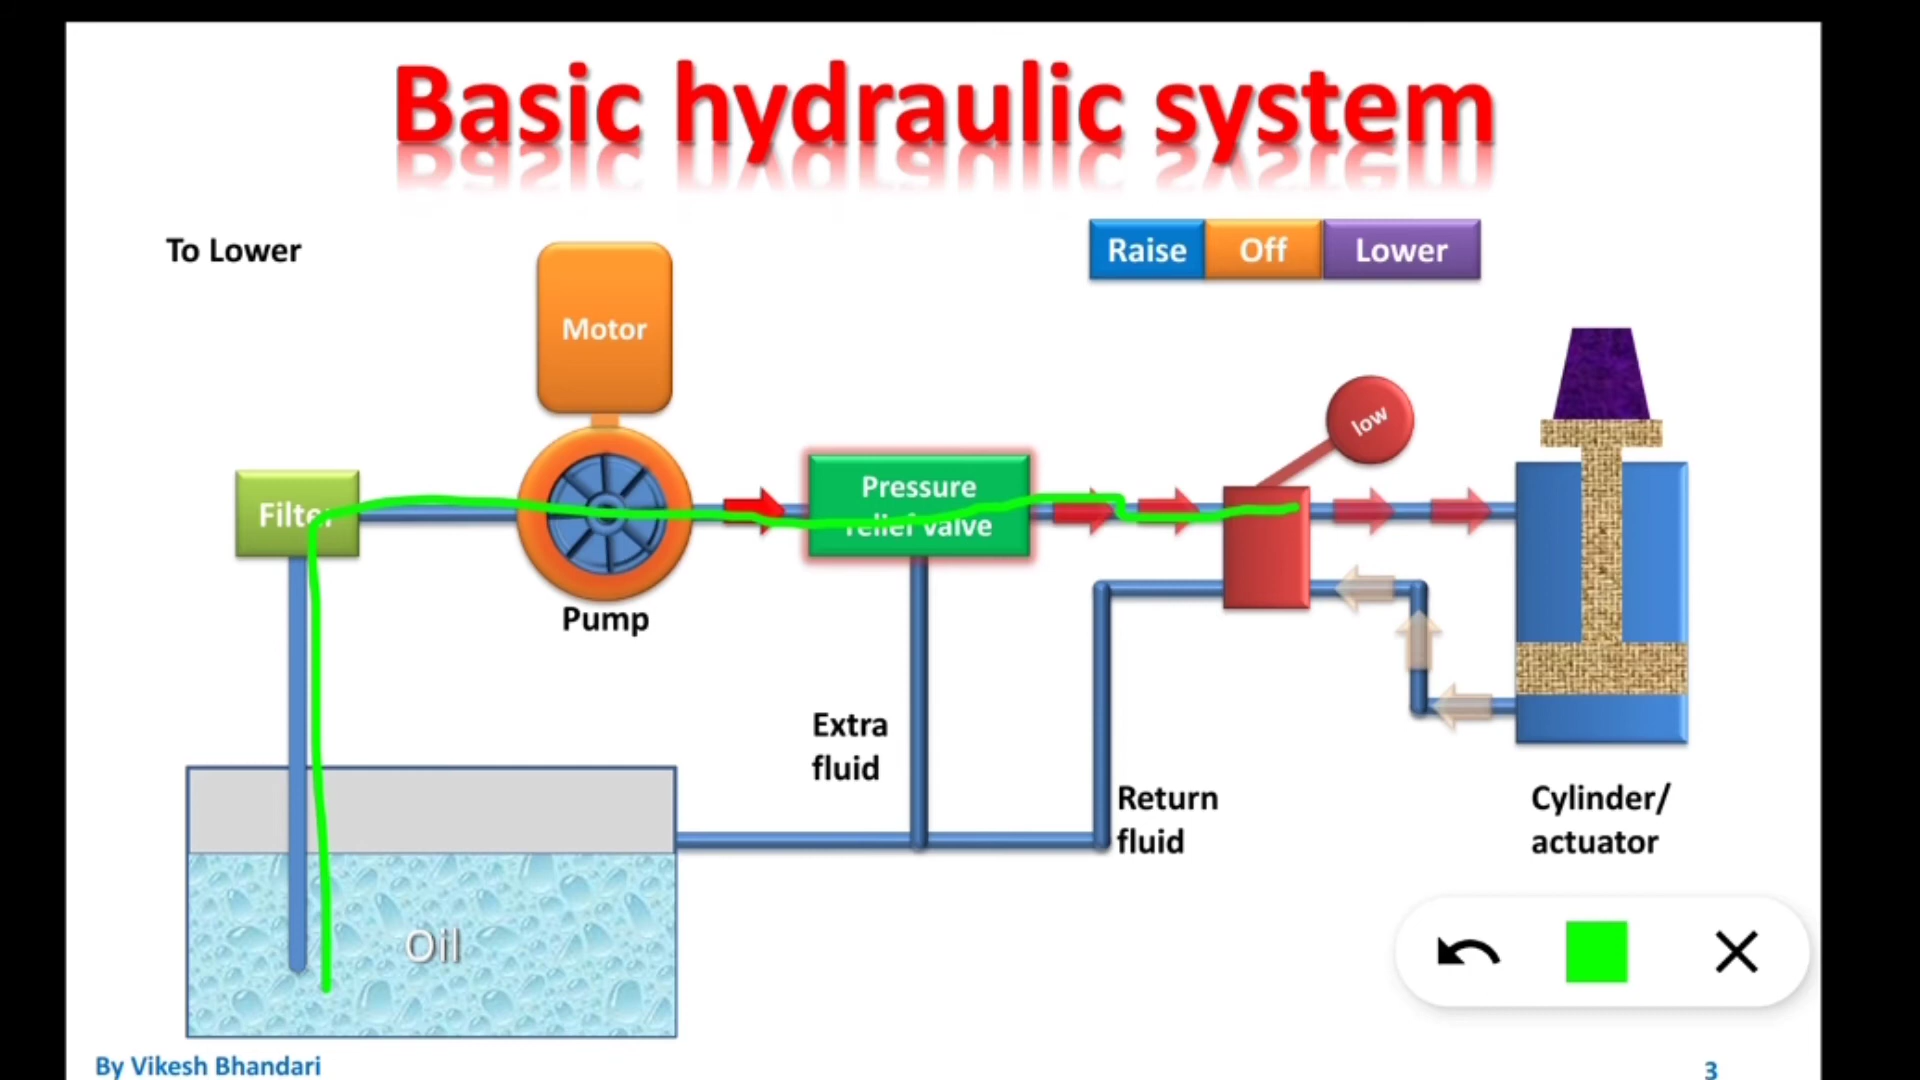 Basic hydraulic system
To Lower
Raise Off Lower
Motor
low
Filter
Pressure
relief valve
Pump
Extra
fluid
Return
fluid
Cylinder/
actuator
Oil
By Vikesh Bhandari
3